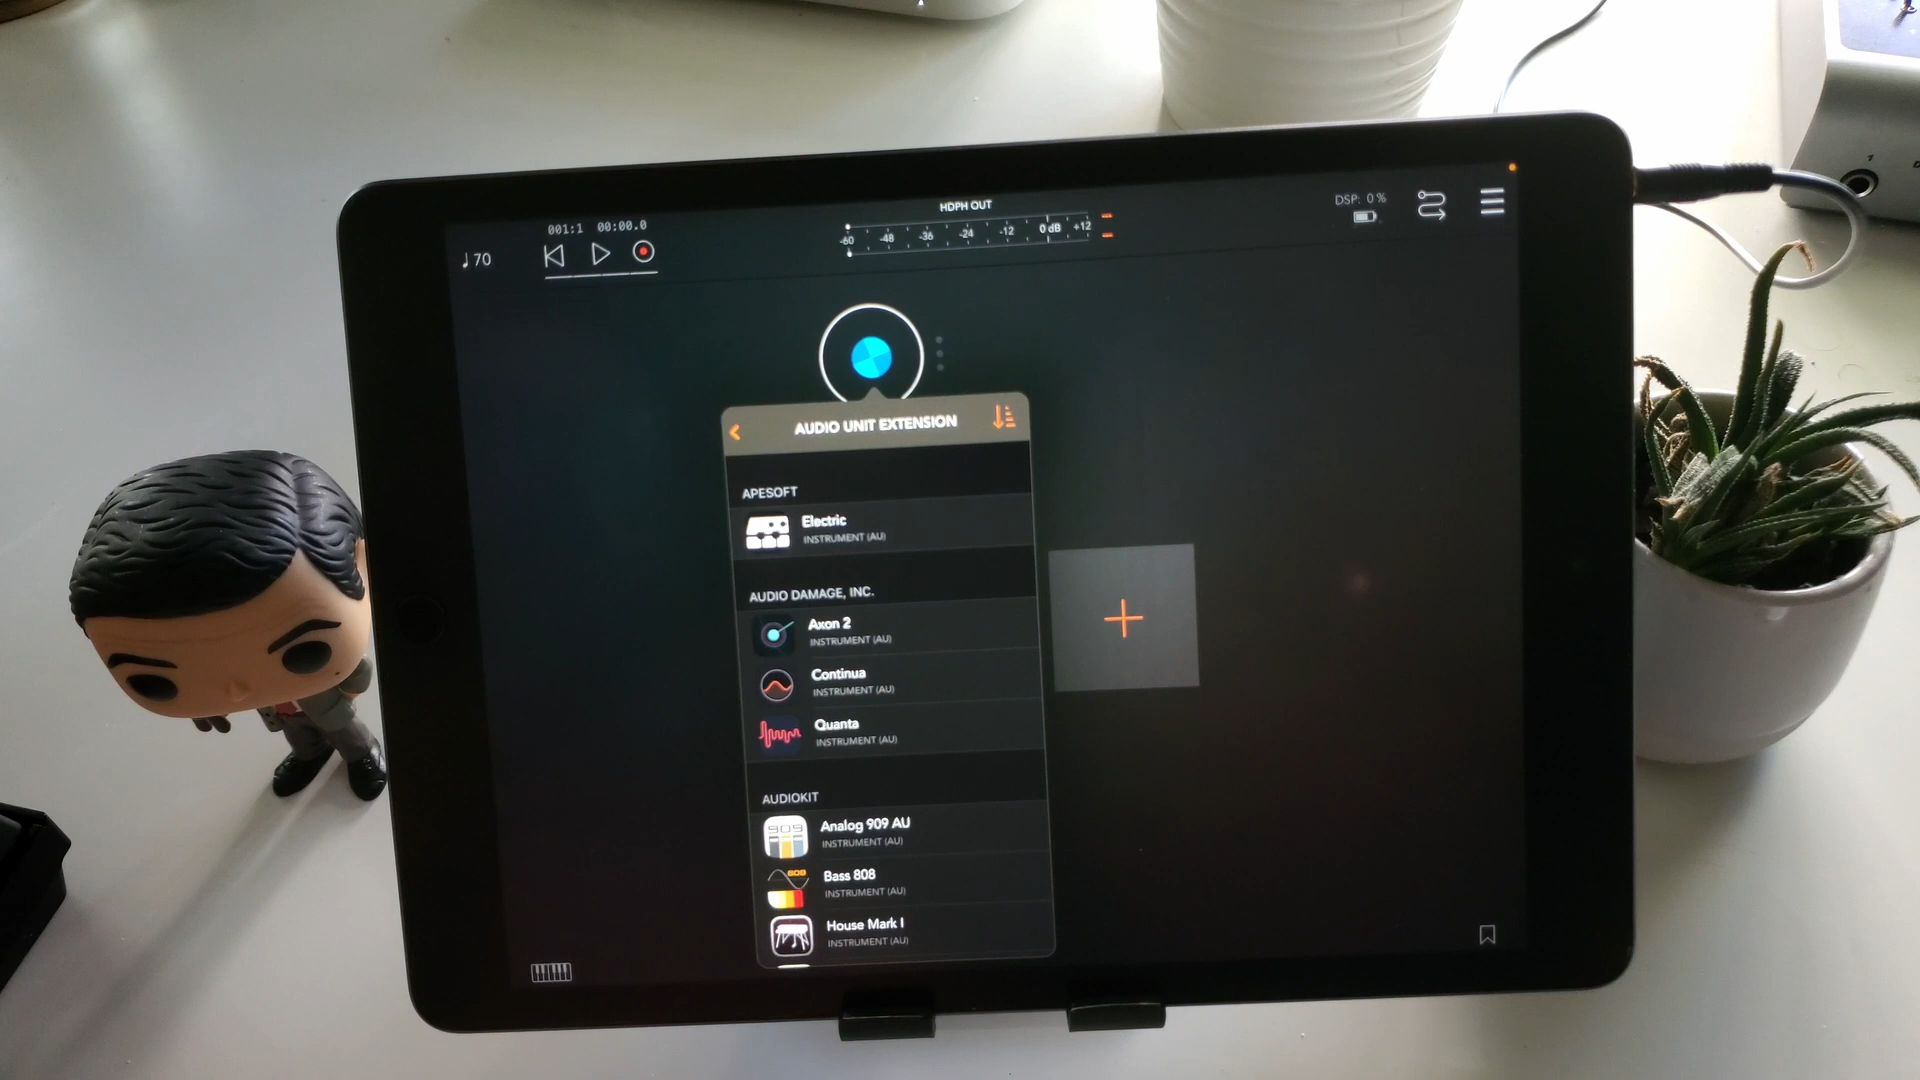 HDPH OUT
-60 -48 -36 -24 -12 0 dB +12
DSP: 0 %
001:1 00:00.0
70
AUDIO UNIT EXTENSION
APESOFT
Electric
INSTRUMENT (AU)
AUDIO DAMAGE, INC.
Axon 2
INSTRUMENT (AU)
Continua
INSTRUMENT (AU)
Quanta
INSTRUMENT (AU)
AUDIOKIT
909
Analog 909 AU
INSTRUMENT (AU)
808
Bass 808
INSTRUMENT (AU)
House Mark I
INSTRUMENT (AU)
1